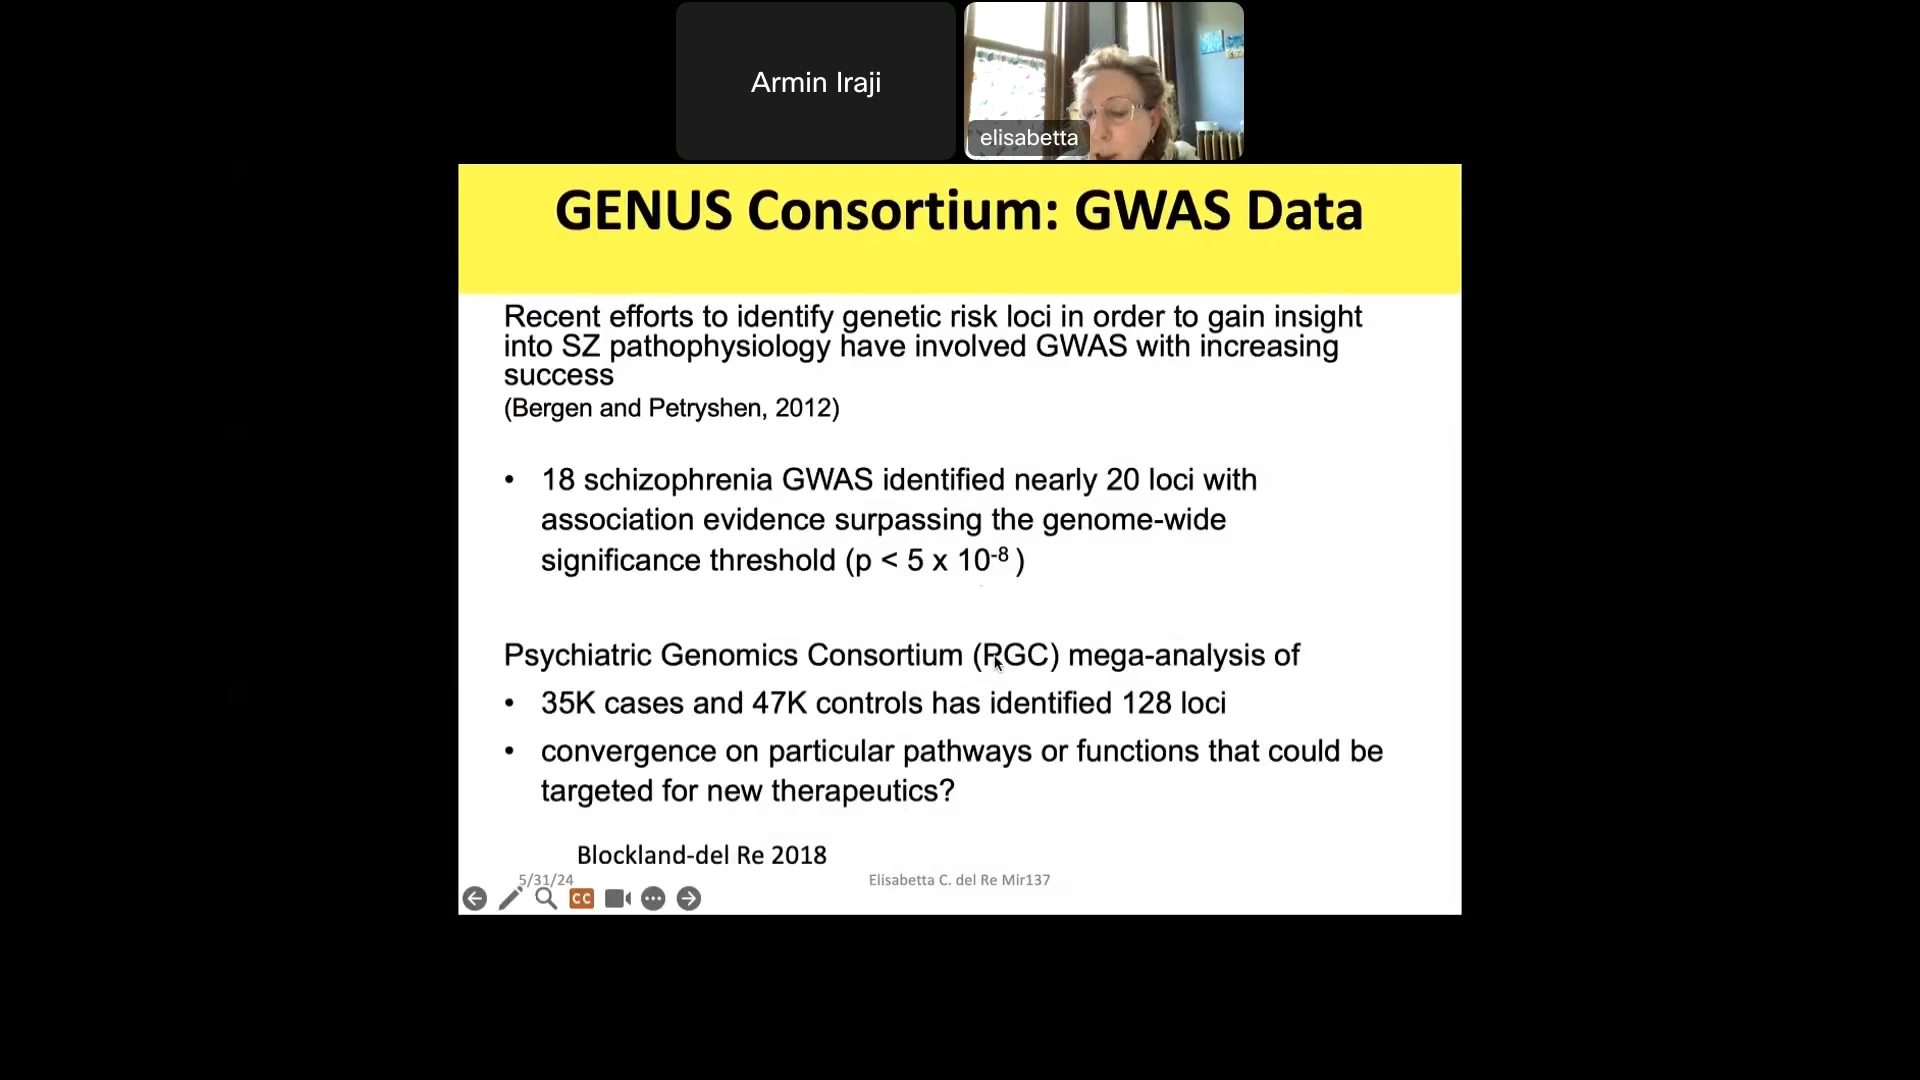 Armin Iraji
elisabetta
GENUS Consortium: GWAS Data
Recent efforts to identify genetic risk loci in order to gain insight
into SZ pathophysiology have involved GWAS with increasing
success
(Bergen and Petryshen, 2012)
• 18 schizophrenia GWAS identified nearly 20 loci with
association evidence surpassing the genome-wide
significance threshold (p < 5 x 10⁻⁸ )
Psychiatric Genomics Consortium (PGC) mega-analysis of
• 35K cases and 47K controls has identified 128 loci
• convergence on particular pathways or functions that could be
targeted for new therapeutics?
Blockland-del Re 2018
5/31/24
Elisabetta C. del Re Mir137
CC